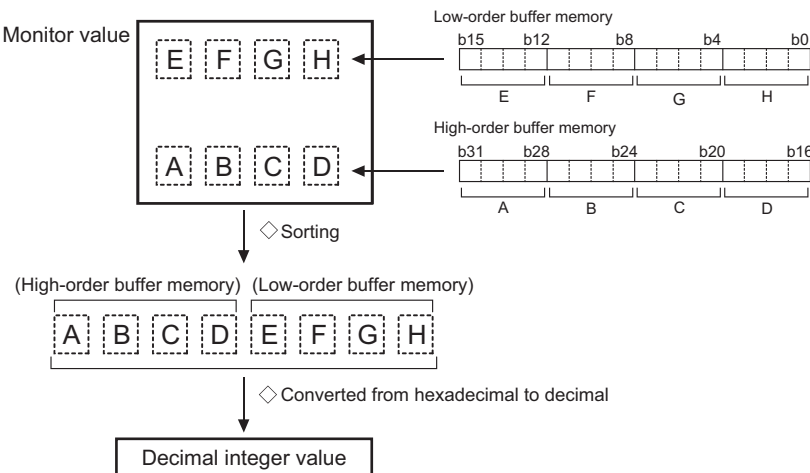 Monitor value
E F G H
A B C D
Low-order buffer memory
b15 b12 b8 b4 b0
E F G H
High-order buffer memory
b31 b28 b24 b20 b16
A B C D
◇ Sorting
(High-order buffer memory) (Low-order buffer memory)
A B C D E F G H
◇ Converted from hexadecimal to decimal
Decimal integer value